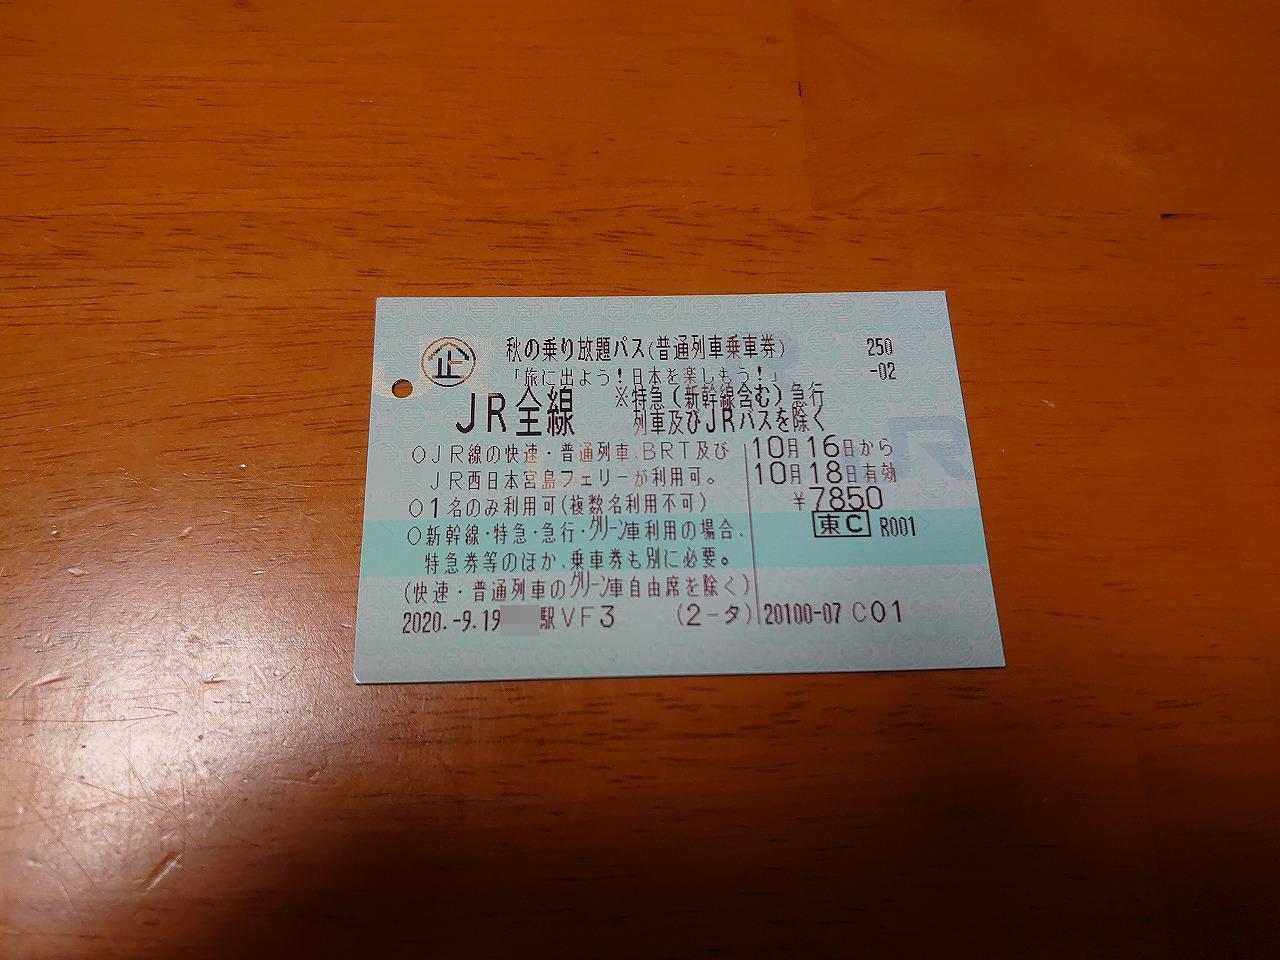 企 秋の乗り放題パス(普通列車乗車券) 250
「旅に出よう!日本を楽しもう!」 -02
JR全線 ※特急(新幹線含む)急行
列車及びJRバスを除く
○JR線の快速・普通列車、BRT及び 10月16日から
JR西日本宮島フェリーが利用可。 10月18日有効
○1名のみ利用可(複数名利用不可) ¥7850
○新幹線・特急・急行・グリーン車利用の場合、 東C R001
特急券等のほか、乗車券も別に必要。
(快速・普通列車のグリーン車自由席を除く)
2020.-9.19 駅VF3 (2-タ) 20100-07 C01